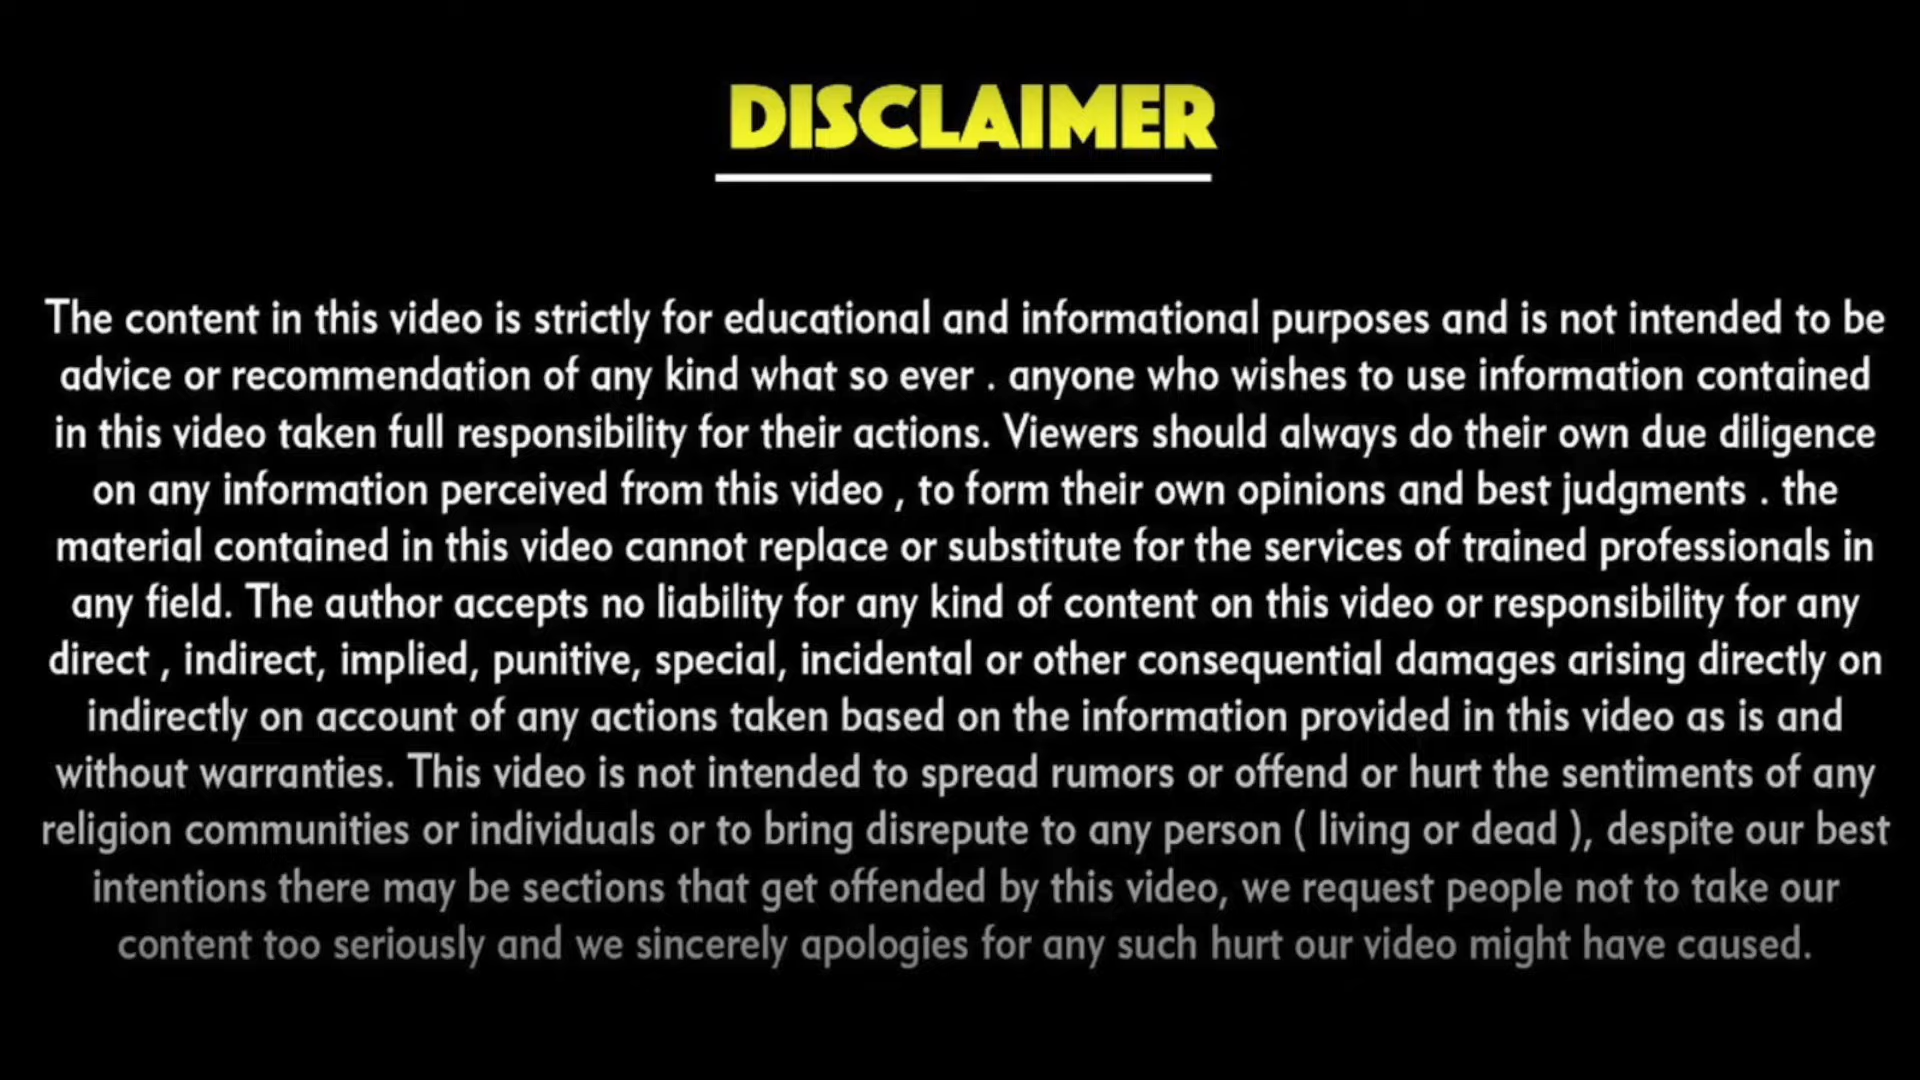 DISCLAIMER
The content in this video is strictly for educational and informational purposes and is not intended to be
advice or recommendation of any kind what so ever . anyone who wishes to use information contained
in this video taken full responsibility for their actions. Viewers should always do their own due diligence
on any information perceived from this video , to form their own opinions and best judgments . the
material contained in this video cannot replace or substitute for the services of trained professionals in
any field. The author accepts no liability for any kind of content on this video or responsibility for any
direct , indirect, implied, punitive, special, incidental or other consequential damages arising directly on
indirectly on account of any actions taken based on the information provided in this video as is and
without warranties. This video is not intended to spread rumors or offend or hurt the sentiments of any
religion communities or individuals or to bring disrepute to any person ( living or dead ), despite our best
intentions there may be sections that get offended by this video, we request people not to take our
content too seriously and we sincerely apologies for any such hurt our video might have caused.